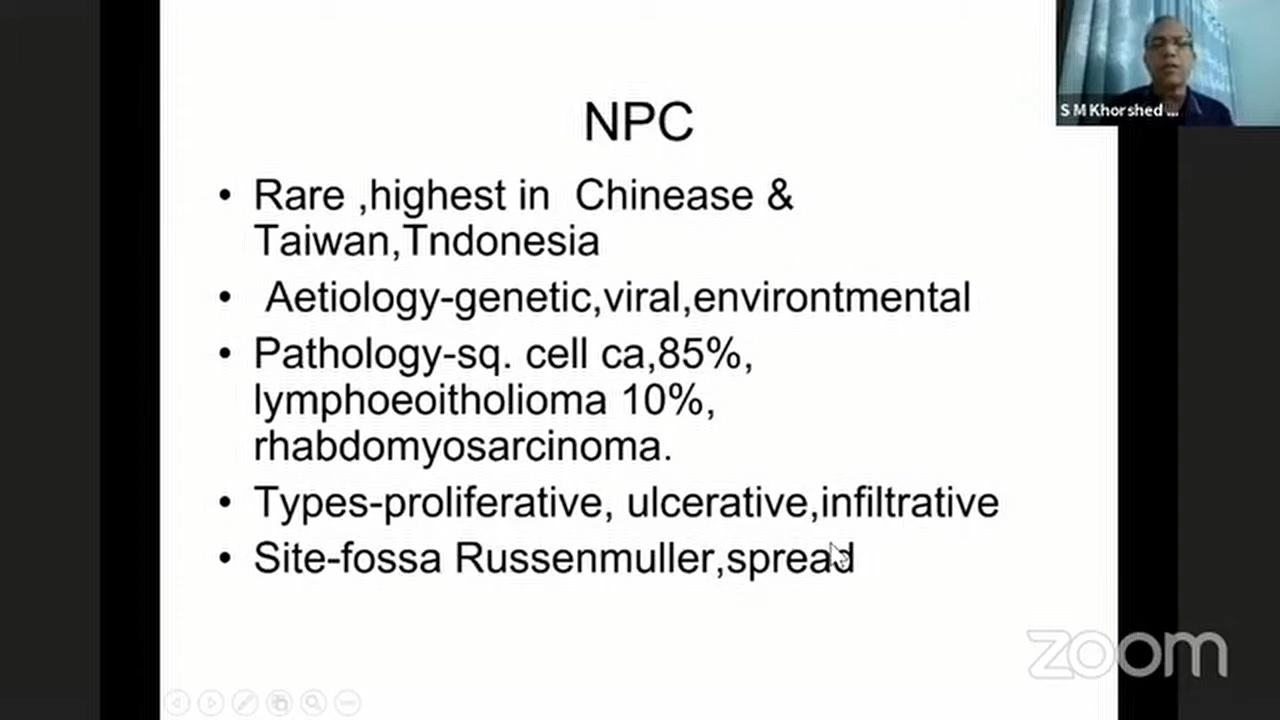 NPC
• Rare ,highest in Chinease &
Taiwan,Tndonesia
• Aetiology-genetic,viral,environtmental
• Pathology-sq. cell ca,85%,
lymphoeoitholioma 10%,
rhabdomyosarcinoma.
• Types-proliferative, ulcerative,infiltrative
• Site-fossa Russenmuller,spread
S M Khorshed ...
zoom